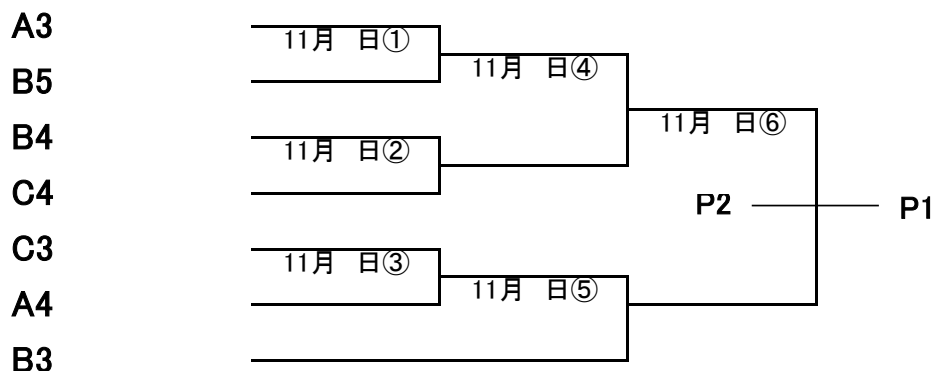 A3
11月 日①
B5
11月 日④
B4
11月 日⑥
11月 日②
C4
P2
P1
C3
11月 日③
A4
11月 日⑤
B3